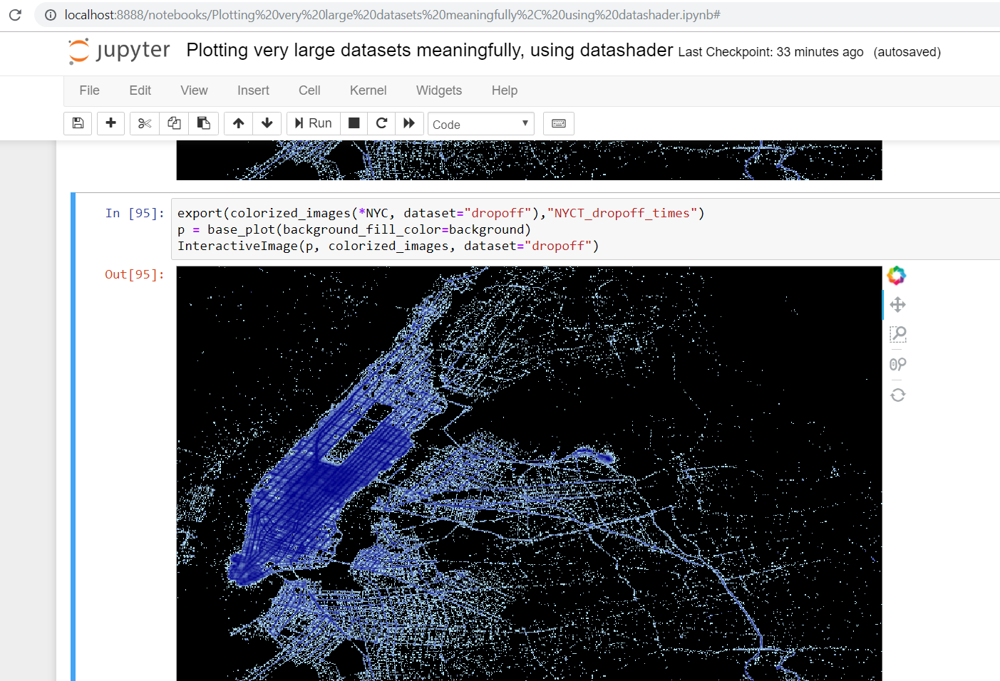 localhost:8888/notebooks/Plotting%20very%20large%20datasets%20meaningfully%2C%20using%20datashader.ipynb#
jupyter Plotting very large datasets meaningfully, using datashader Last Checkpoint: 33 minutes ago (autosaved)
File Edit View Insert Cell Kernel Widgets Help
Run Code
In [95]: export(colorized_images(*NYC, dataset="dropoff"),"NYCT_dropoff_times")
p = base_plot(background_fill_color=background)
InteractiveImage(p, colorized_images, dataset="dropoff")
Out[95]: